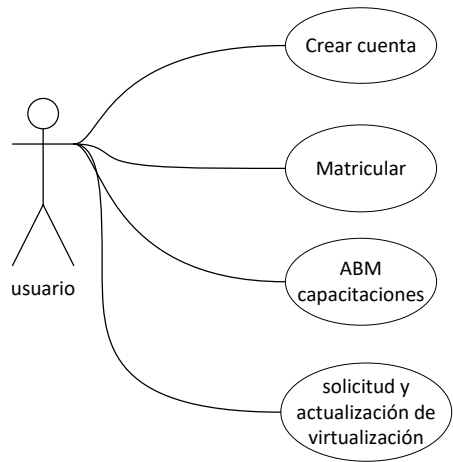 Crear cuenta
Matricular
usuario
ABM
capacitaciones
solicitud y
actualización de
virtualización